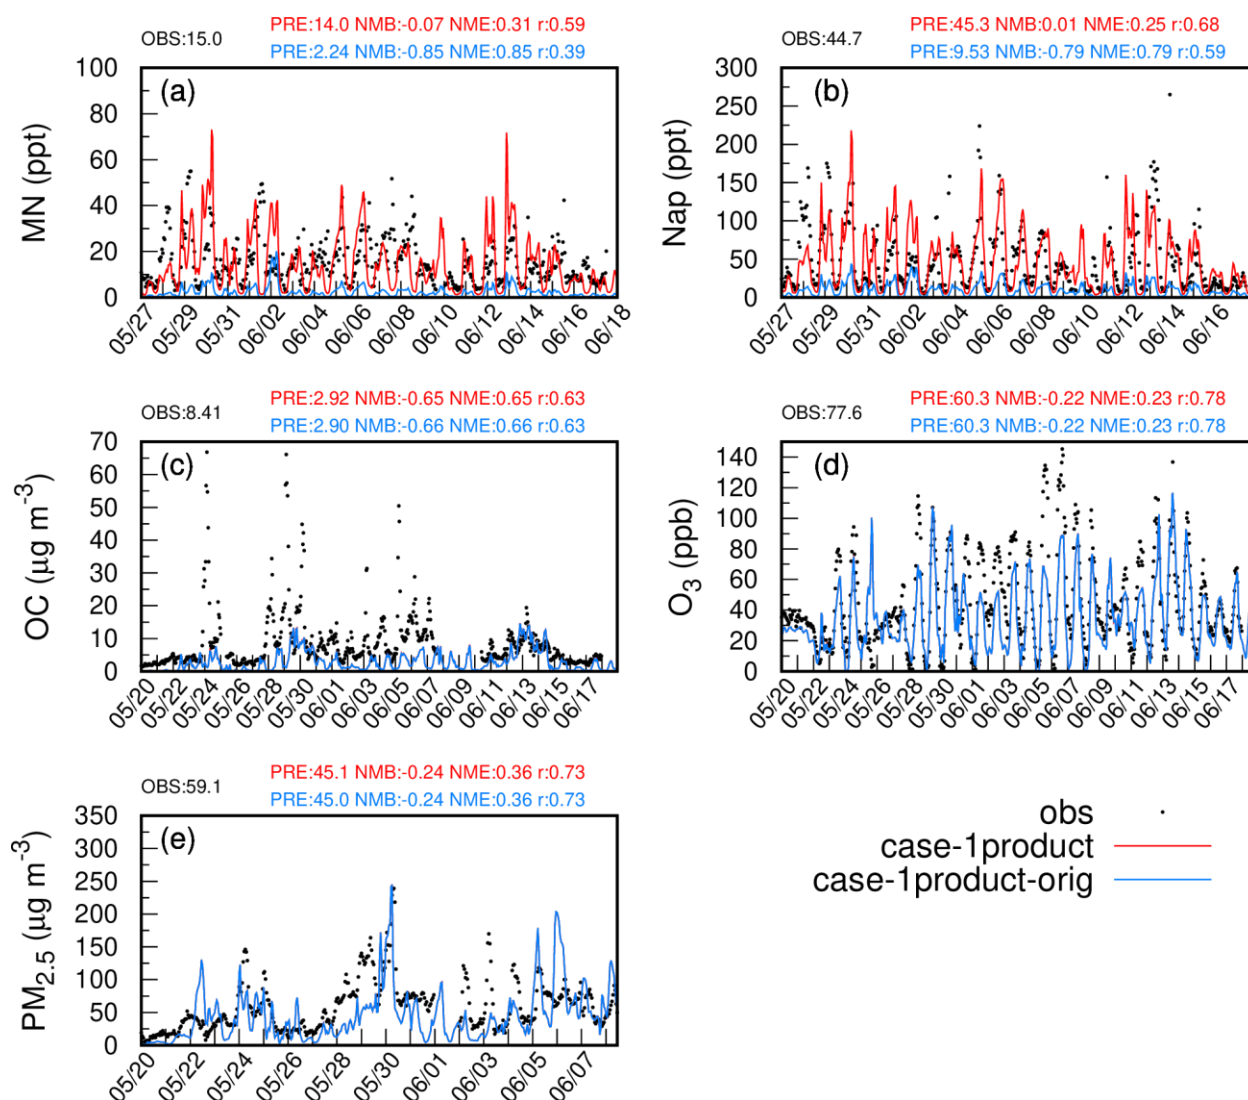 OBS:15.0
PRE:14.0 NMB:-0.07 NME:0.31 r:0.59
PRE:2.24 NMB:-0.85 NME:0.85 r:0.39
(a)
MN (ppt)
100
80
60
40
20
0
05/27 05/29 05/31 06/02 06/04 06/06 06/08 06/10 06/12 06/14 06/16 06/18
OBS:44.7
PRE:45.3 NMB:0.01 NME:0.25 r:0.68
PRE:9.53 NMB:-0.79 NME:0.79 r:0.59
(b)
Nap (ppt)
300
250
200
150
100
50
0
05/27 05/29 05/31 06/02 06/04 06/06 06/08 06/10 06/12 06/14 06/16
OBS:8.41
PRE:2.92 NMB:-0.65 NME:0.65 r:0.63
PRE:2.90 NMB:-0.66 NME:0.66 r:0.63
(c)
OC (µg m⁻³)
70
60
50
40
30
20
10
0
05/20 05/22 05/24 05/26 05/28 05/30 06/01 06/03 06/05 06/07 06/09 06/11 06/13 06/15 06/17
OBS:77.6
PRE:60.3 NMB:-0.22 NME:0.23 r:0.78
PRE:60.3 NMB:-0.22 NME:0.23 r:0.78
(d)
O₃ (ppb)
140
120
100
80
60
40
20
0
05/20 05/22 05/24 05/26 05/28 05/30 06/01 06/03 06/05 06/07 06/09 06/11 06/13 06/15 06/17
OBS:59.1
PRE:45.1 NMB:-0.24 NME:0.36 r:0.73
PRE:45.0 NMB:-0.24 NME:0.36 r:0.73
(e)
PM₂.₅ (µg m⁻³)
350
300
250
200
150
100
50
0
05/20 05/22 05/24 05/26 05/28 05/30 06/01 06/03 06/05 06/07
obs
case-1product
case-1product-orig